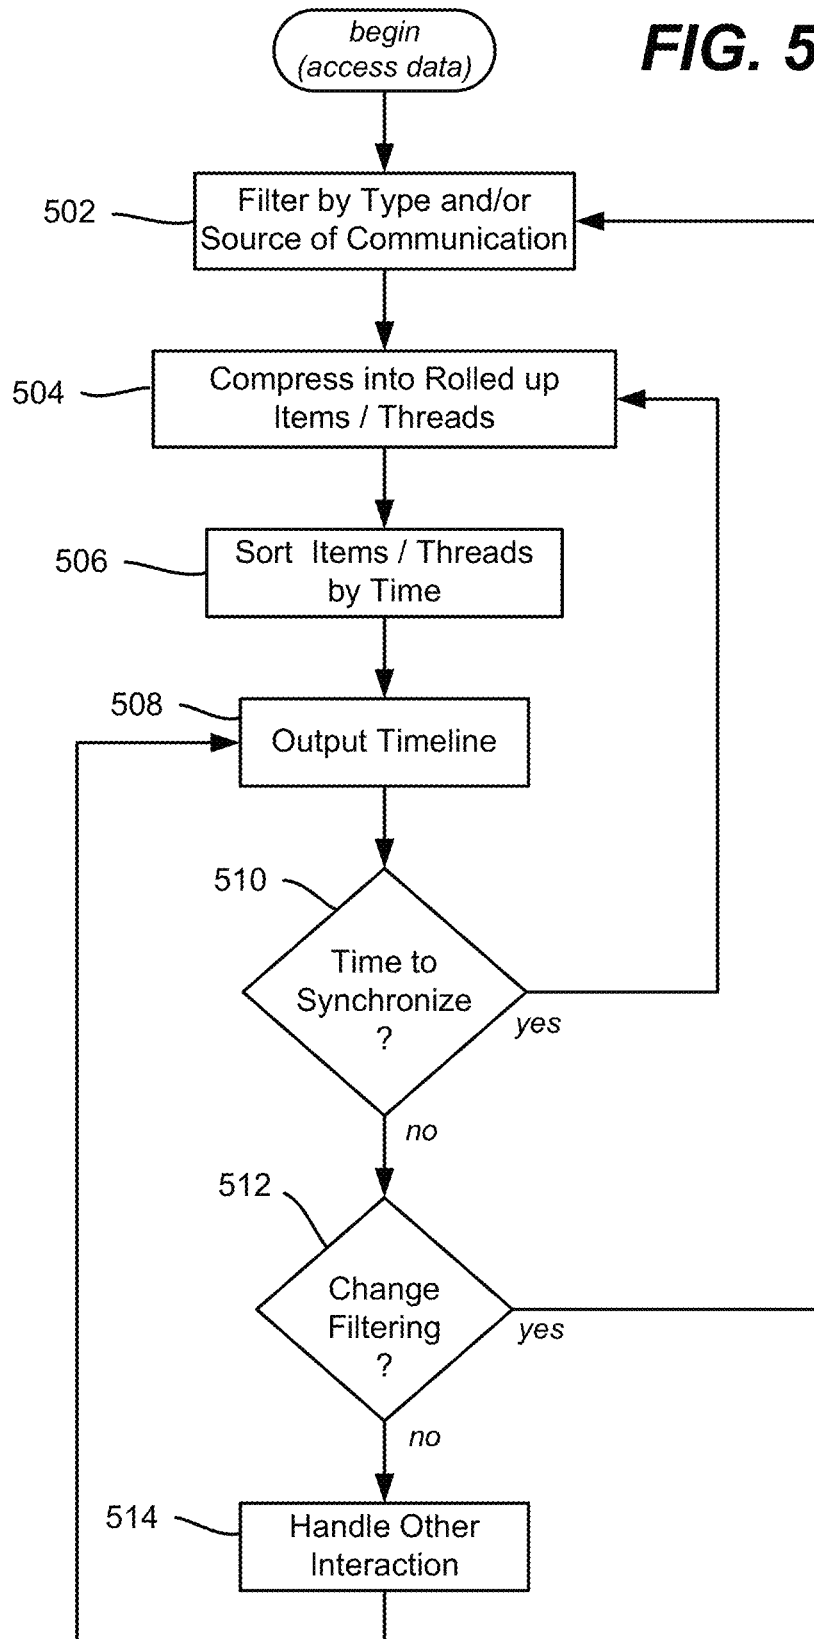 begin
(access data)
FIG. 5
502
Filter by Type and/or
Source of Communication
504
Compress into Rolled up
Items / Threads
506
Sort Items / Threads
by Time
508
Output Timeline
510
Time to
Synchronize
?
yes
no
512
Change
Filtering
?
yes
no
514
Handle Other
Interaction